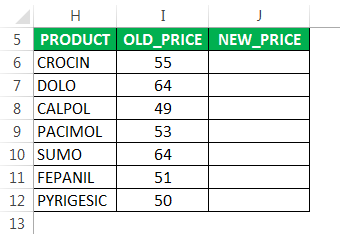 H I J
5 PRODUCT OLD_PRICE NEW_PRICE
6 CROCIN 55
7 DOLO 64
8 CALPOL 49
9 PACIMOL 53
10 SUMO 64
11 FEPANIL 51
12 PYRIGESIC 50
13